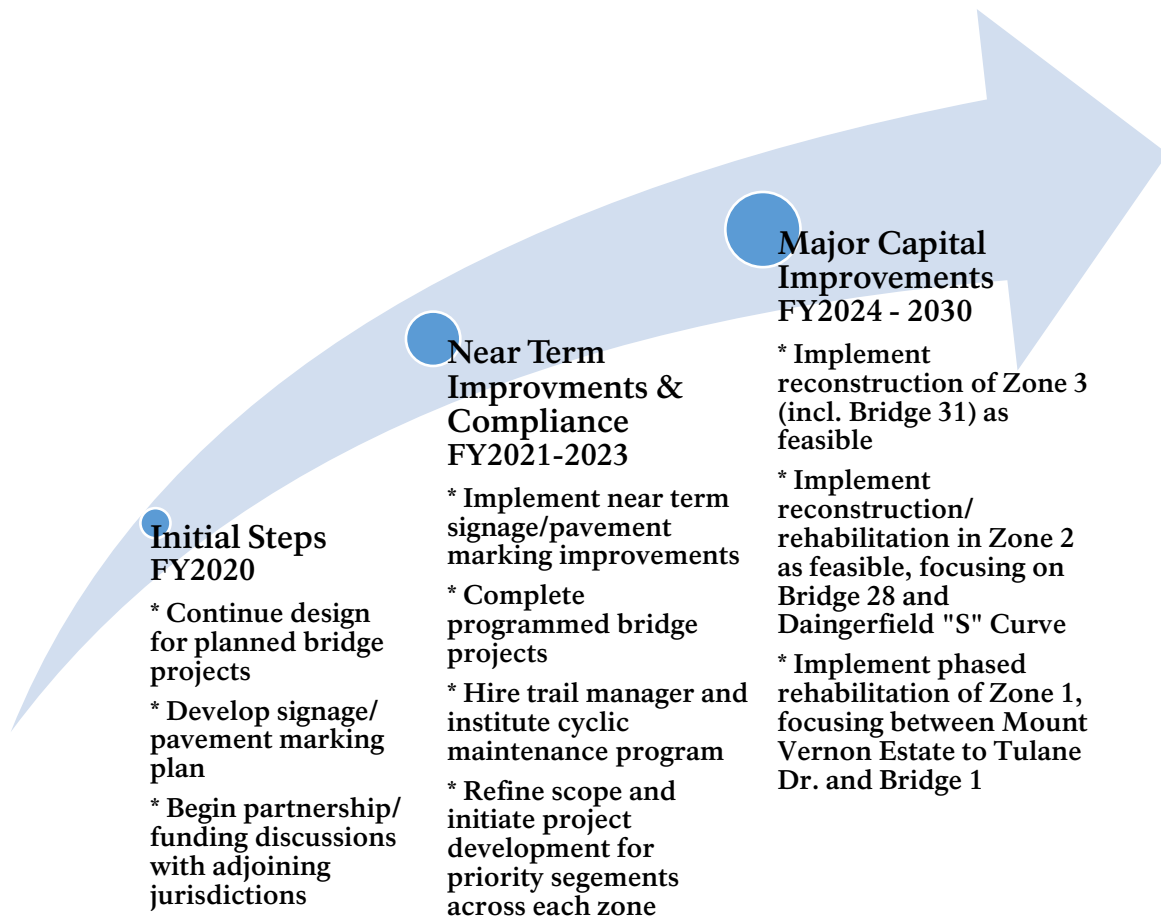 Initial Steps
FY2020
* Continue design
for planned bridge
projects
* Develop signage/
pavement marking
plan
* Begin partnership/
funding discussions
with adjoining
jurisdictions
Near Term
Improvments &
Compliance
FY2021-2023
* Implement near term
signage/pavement
marking improvements
* Complete
programmed bridge
projects
* Hire trail manager and
institute cyclic
maintenance program
* Refine scope and
initiate project
development for
priority segements
across each zone
Major Capital
Improvements
FY2024 - 2030
* Implement
reconstruction of Zone 3
(incl. Bridge 31) as
feasible
* Implement
reconstruction/
rehabilitation in Zone 2
as feasible, focusing on
Bridge 28 and
Daingerfield "S" Curve
* Implement phased
rehabilitation of Zone 1,
focusing between Mount
Vernon Estate to Tulane
Dr. and Bridge 1